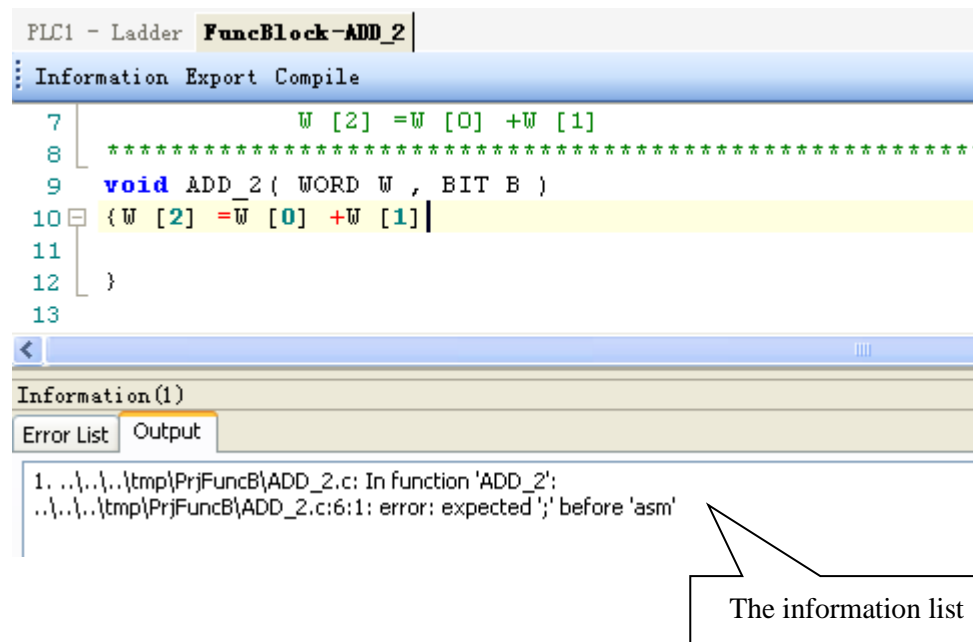 PLC1 - Ladder FuncBlock-ADD_2
Information Export Compile
7 W [2] =W [0] +W [1]
8 ******************************************************
9 void ADD_2( WORD W , BIT B )
10 {W [2] =W [0] +W [1]
11
12 }
13
Information(1)
Error List Output
1. ..\..\..\tmp\PrjFuncB\ADD_2.c: In function 'ADD_2':
..\..\..\tmp\PrjFuncB\ADD_2.c:6:1: error: expected ';' before 'asm'
The information list